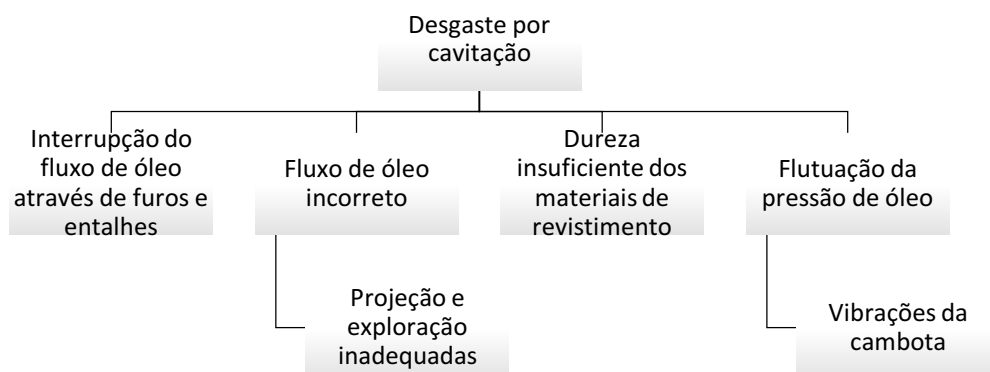 Desgaste por
cavitação
Interrupção do
fluxo de óleo
através de furos e
entalhes
Fluxo de óleo
incorreto
Dureza
insuficiente dos
materiais de
revistimento
Flutuação da
pressão de óleo
Projeção e
exploração
inadequadas
Vibrações da
cambota